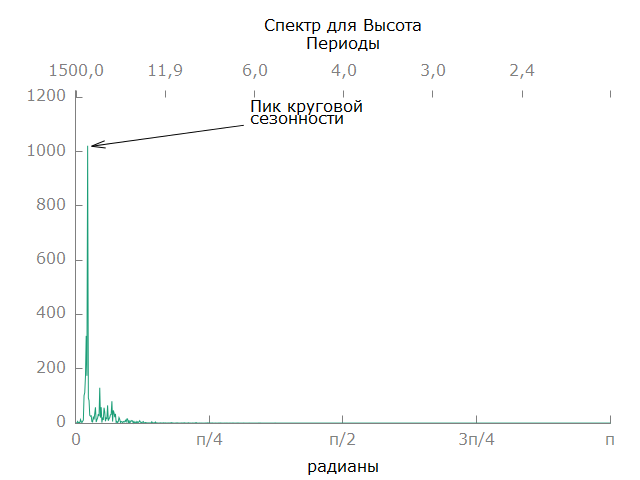 Спектр для Высота
Периоды
1500,0 11,9 6,0 4,0 3,0 2,4
1200
Пик круговой
сезонности
1000
800
600
400
200
0
0 п/4 п/2 3п/4 п
радианы